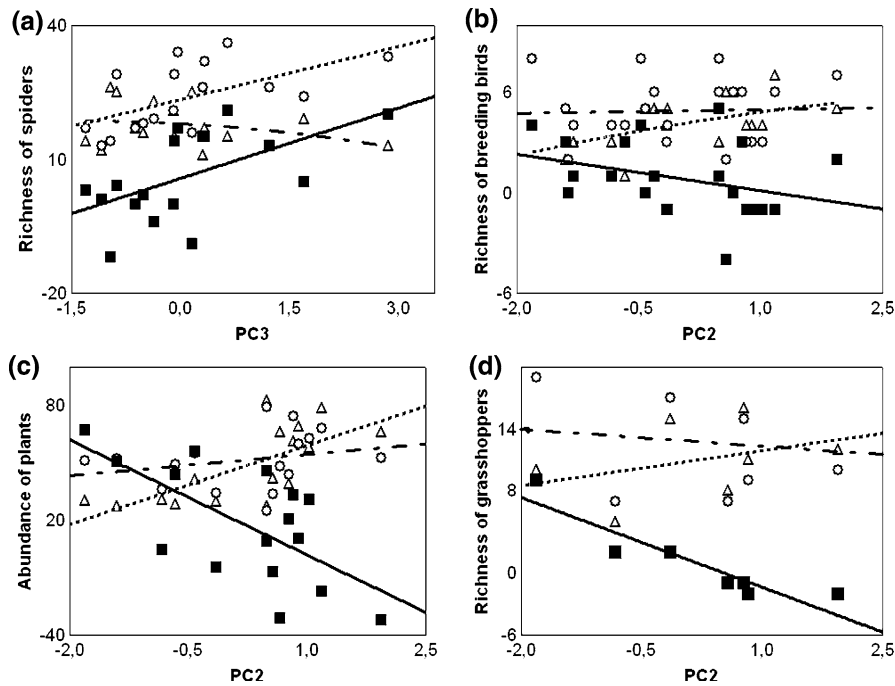 (a)
40
10
-20
Richness of spiders
-1,5 0,0 1,5 3,0
PC3
(b)
6
0
-6
Richness of breeding birds
-2,0 -0,5 1,0 2,5
PC2
(c)
80
20
-40
Abundance of plants
-2,0 -0,5 1,0 2,5
PC2
(d)
14
8
0
-6
Richness of grasshoppers
-2,0 -0,5 1,0 2,5
PC2